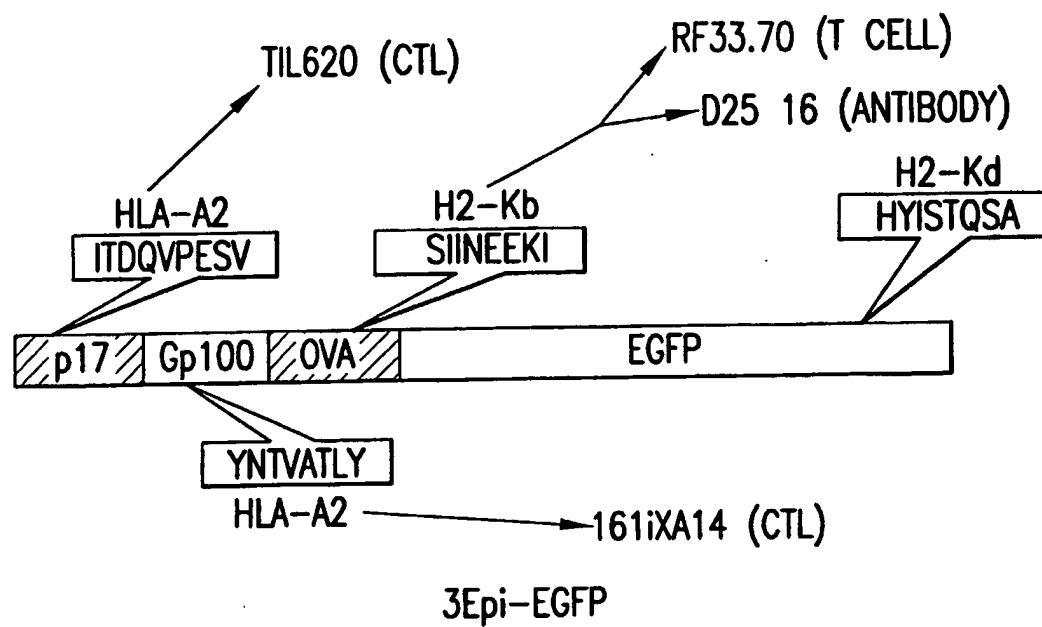 RF33.70 (T CELL)
TIL620 (CTL)
D25 16 (ANTIBODY)
HLA-A2
H2-Kb
H2-Kd
ITDQVPESV
SIINEEKI
HYISTQSA
p17
Gp100
OVA
EGFP
YNTVATLY
HLA-A2
161iXA14 (CTL)
3Epi-EGFP